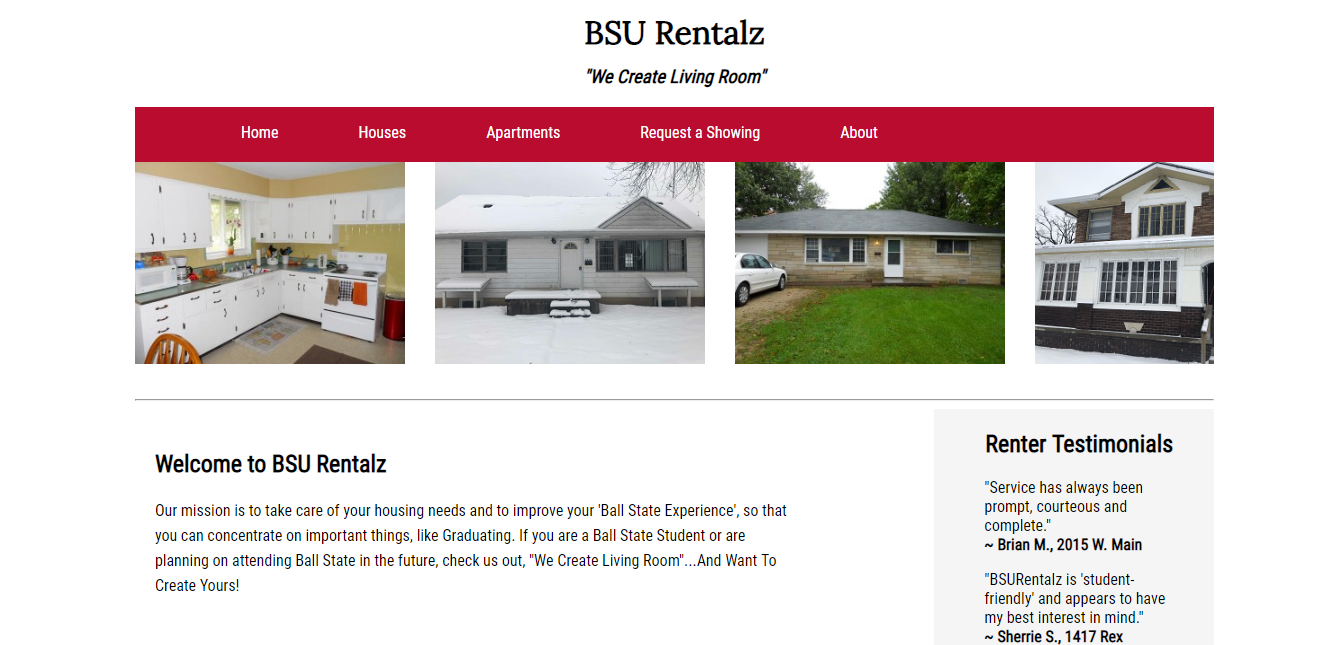 BSU Rentalz
"We Create Living Room"
Home Houses Apartments Request a Showing About
Welcome to BSU Rentalz
Our mission is to take care of your housing needs and to improve your 'Ball State Experience', so that
you can concentrate on important things, like Graduating. If you are a Ball State Student or are
planning on attending Ball State in the future, check us out, "We Create Living Room"...And Want To
Create Yours!
Renter Testimonials
"Service has always been
prompt, courteous and
complete."
~ Brian M., 2015 W. Main
"BSURentalz is 'student-
friendly' and appears to have
my best interest in mind."
~ Sherrie S., 1417 Rex